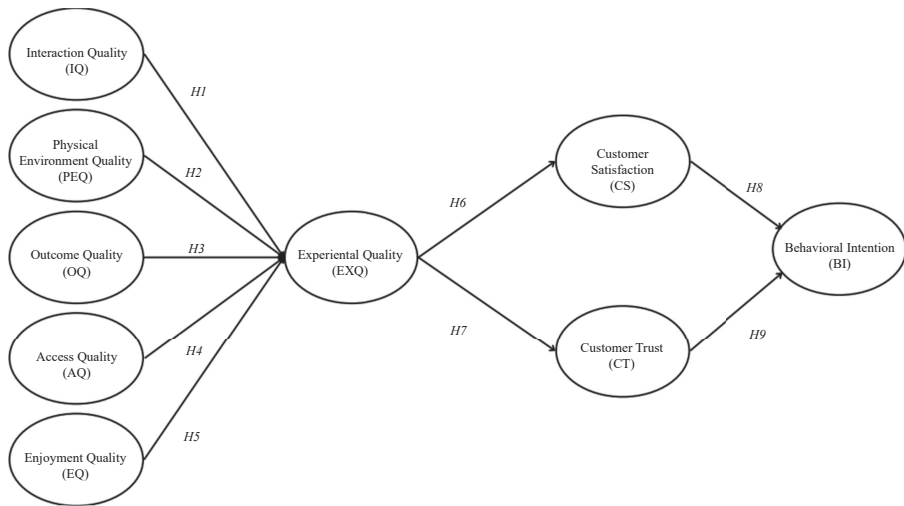 Interaction Quality
(IQ)
H1
Physical
Environment Quality
(PEQ)
H2
Outcome Quality
(OQ)
H3
Access Quality
(AQ)
H4
Enjoyment Quality
(EQ)
H5
Experiental Quality
(EXQ)
H6
H7
Customer
Satisfaction
(CS)
H8
Customer Trust
(CT)
H9
Behavioral Intention
(BI)